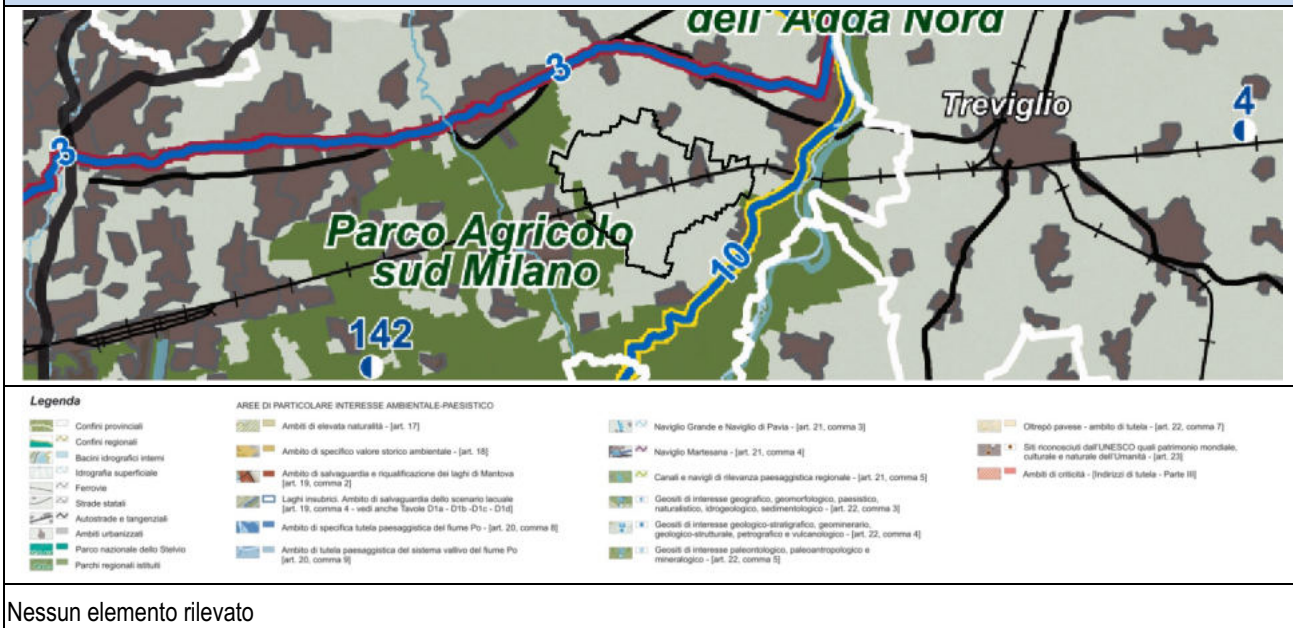 dell' Adda Nord
3
Treviglio
4
3
Parco Agricolo
sud Milano
10
142
Legenda
Confini provinciali
Confini regionali
Bacini idrografici interni
Idrografia superficiale
Ferrovie
Strade statali
Autostrade e tangenziali
Ambiti urbanizzati
Parco nazionale dello Stelvio
Parchi regionali istituiti
AREE DI PARTICOLARE INTERESSE AMBIENTALE-PAESISTICO
Ambiti di elevata naturalità - [art. 17]
Ambito di specifico valore storico ambientale - [art. 18]
Ambito di salvaguardia e riqualificazione dei laghi di Mantova
[art. 19, comma 2]
Laghi insubrici. Ambito di salvaguardia dello scenario lacuale
[art. 19, comma 4 - vedi anche Tavole D1a - D1b -D1c - D1d]
Ambito di specifica tutela paesaggistica del fiume Po - [art. 20, comma 8]
Ambito di tutela paesaggistica del sistema vallivo del fiume Po
[art. 20, comma 9]
Naviglio Grande e Naviglio di Pavia - [art. 21, comma 3]
Naviglio Martesana - [art. 21, comma 4]
Canali e navigli di rilevanza paesaggistica regionale - [art. 21, comma 5]
Geositi di interesse geografico, geomorfologico, paesistico,
naturalistico, idrogeologico, sedimentologico - [art. 22, comma 3]
Geositi di interesse geologico-stratigrafico, geominerario,
geologico-strutturale, petrografico e vulcanologico - [art. 22, comma 4]
Geositi di interesse paleontologico, paleoantropologico e
mineralogico - [art. 22, comma 5]
Oltrepò pavese - ambito di tutela - [art. 22, comma 7]
Siti riconosciuti dall'UNESCO quali patrimonio mondiale,
culturale e naturale dell'Umanità - [art. 23]
Ambiti di criticità - [Indirizzi di tutela - Parte III]
Nessun elemento rilevato